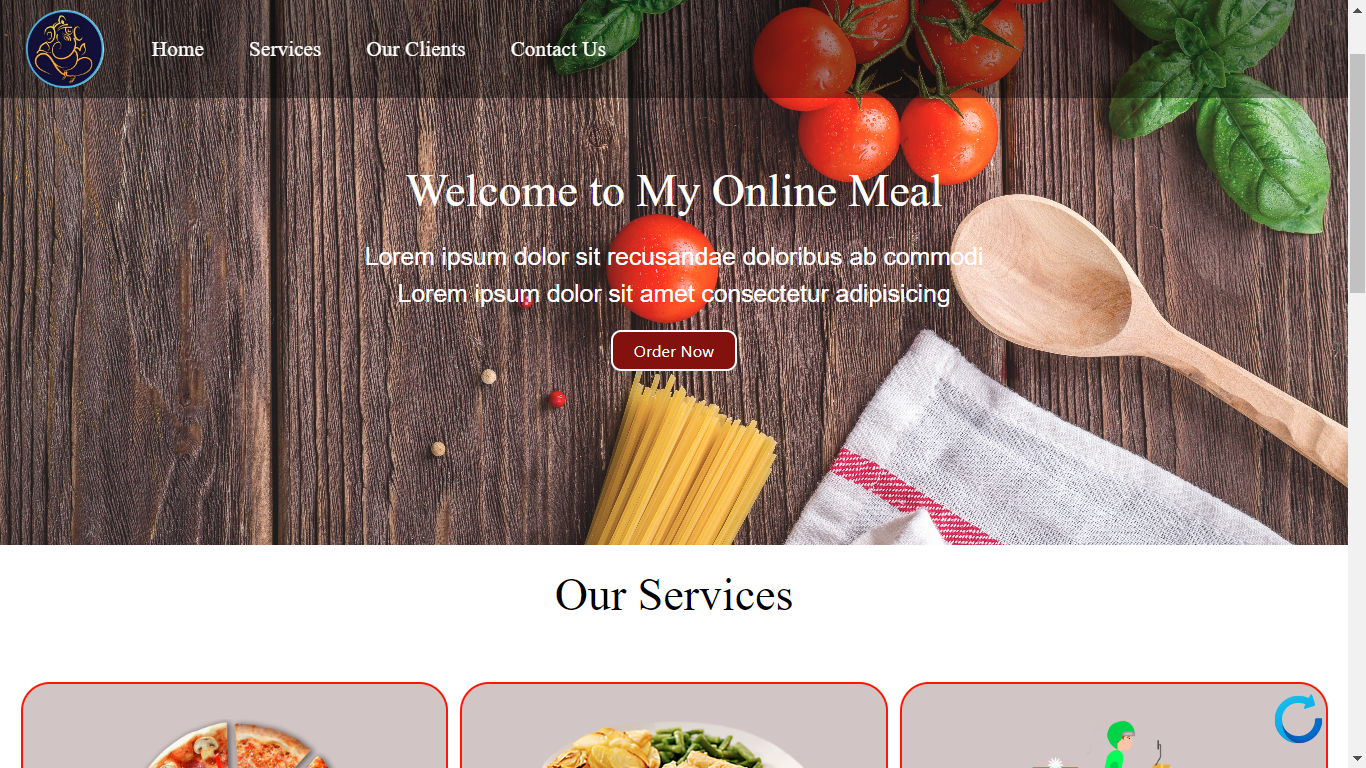 Home Services Our Clients Contact Us
Welcome to My Online Meal
Lorem ipsum dolor sit recusandae doloribus ab commodi
Lorem ipsum dolor sit amet consectetur adipisicing
Order Now
Our Services